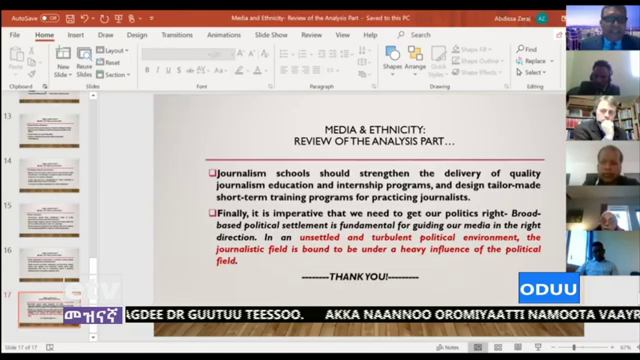 AutoSave Off
Media and Ethnicity- Review of the Analysis Part - Saved to this PC
Abdissa Zerai
AZ
File Home Insert Draw Design Transitions Animations Slide Show Review View Help
Share Comments
Paste
New Slide
Reuse Slides
Layout
Reset
Section
Shapes
Arrange
Quick Styles
Shape Fill
Shape Outline
Shape Effects
Find
Replace
Select
Clipboard
Slides
Font
Paragraph
Drawing
Editing
13
14
15
16
17
MEDIA & ETHNICITY:
REVIEW OF THE ANALYSIS PART...
Journalism schools should strengthen the delivery of quality
journalism education and internship programs, and design tailor-made
short-term training programs for practicing journalists.
Finally, it is imperative that we need to get our politics right- Broad-
based political settlement is fundamental for guiding our media in the right
direction. In an unsettled and turbulent political environment, the
journalistic field is bound to be under a heavy influence of the political
field.
--------THANK YOU!---------
ODUU
መዝናኛ
AGDEE DR GUUTUU TEESSOO. AKKA NAANNOO OROMIYAATTI NAMOOTA VAAYR
Slide 17 of 17
Notes
67%